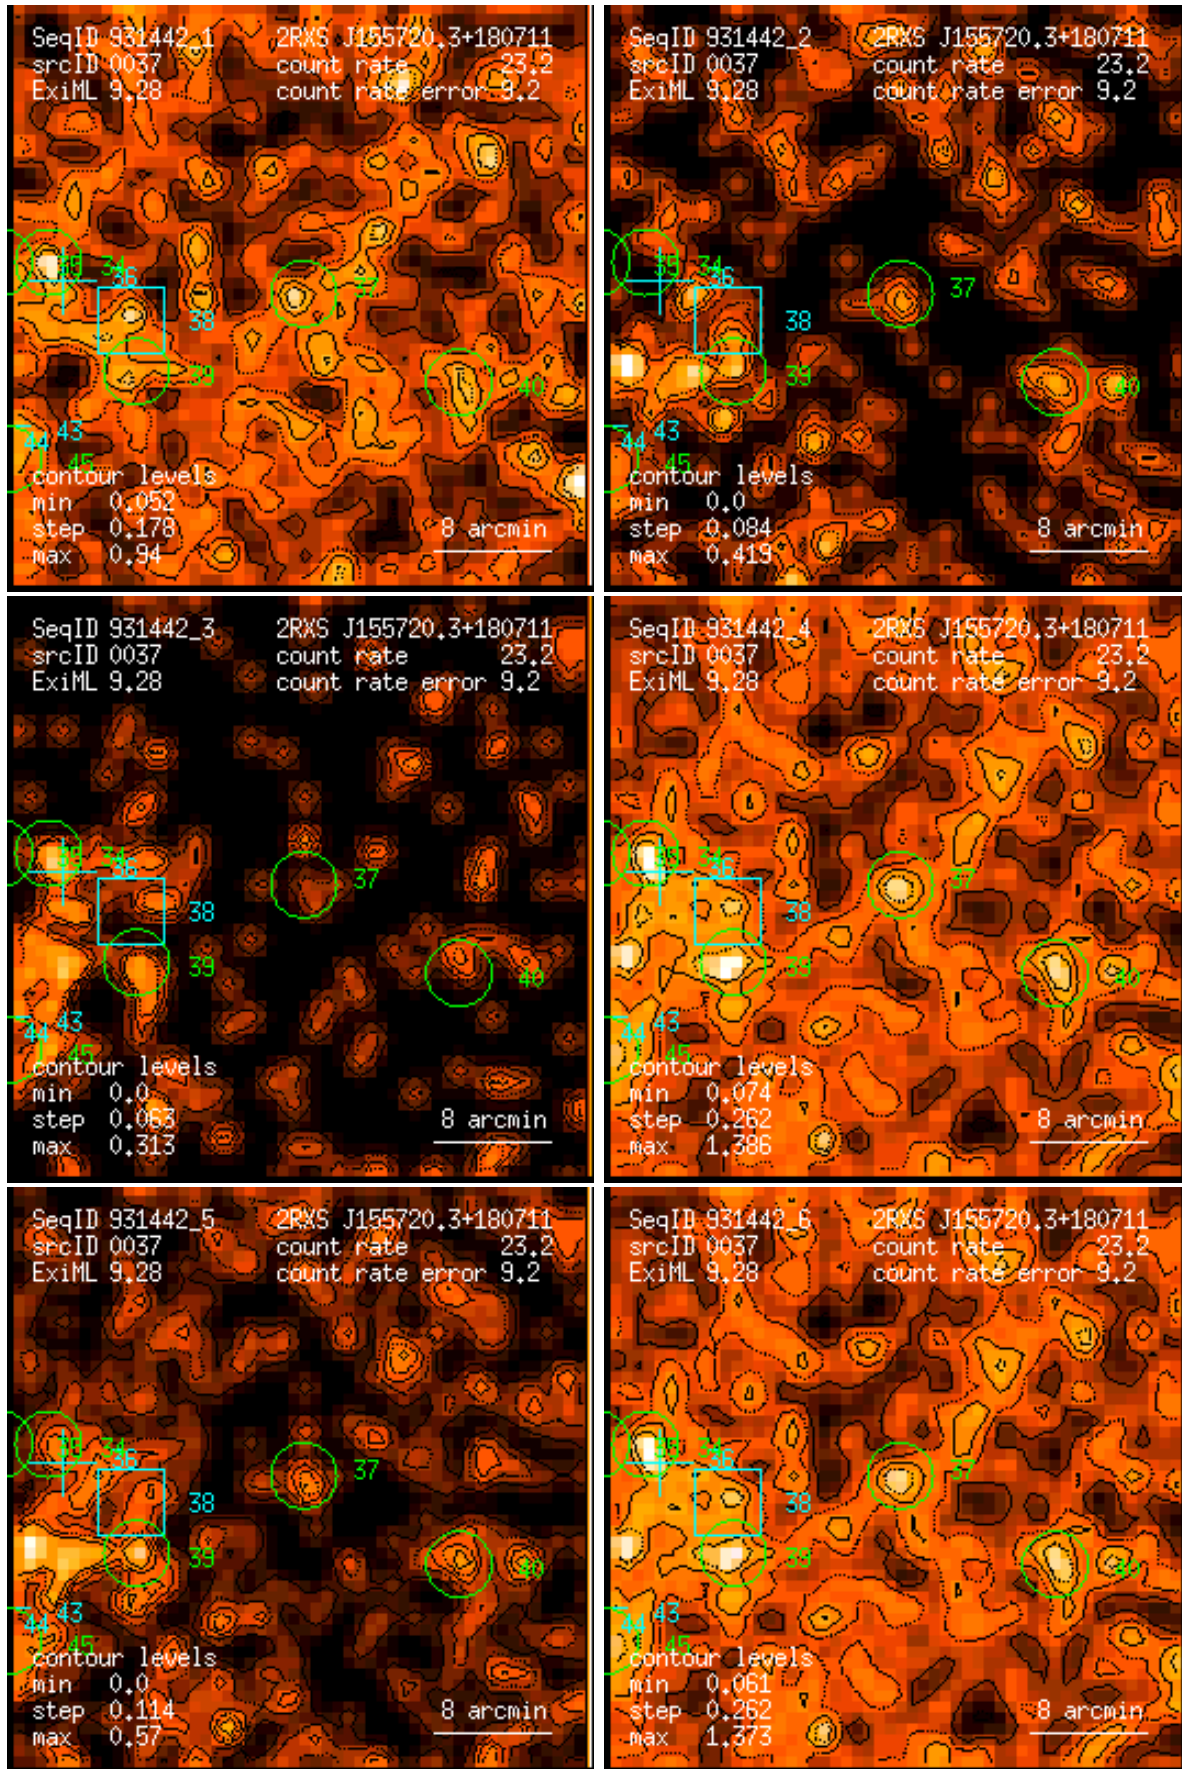 SeqID 931442_1 2RXS J155720.3+180711
srcID 0037 count rate 23.2
ExiML 9.28 count rate error 9.2
35 34
36
37
38
39
40
44 43
45
contour levels
min 0.052
step 0.178 8 arcmin
max 0.94
SeqID 931442_2 2RXS J155720.3+180711
srcID 0037 count rate 23.2
ExiML 9.28 count rate error 9.2
35 34
36
37
38
39
40
44 43
45
contour levels
min 0.0
step 0.084 8 arcmin
max 0.419
SeqID 931442_3 2RXS J155720.3+180711
srcID 0037 count rate 23.2
ExiML 9.28 count rate error 9.2
35 34
36
37
38
39
40
44 43
45
contour levels
min 0.0
step 0.063 8 arcmin
max 0.313
SeqID 931442_4 2RXS J155720.3+180711
srcID 0037 count rate 23.2
ExiML 9.28 count rate error 9.2
35 34
36
37
38
39
40
44 43
45
contour levels
min 0.074
step 0.262 8 arcmin
max 1.386
SeqID 931442_5 2RXS J155720.3+180711
srcID 0037 count rate 23.2
ExiML 9.28 count rate error 9.2
35 34
36
37
38
39
40
44 43
45
contour levels
min 0.0
step 0.114 8 arcmin
max 0.57
SeqID 931442_6 2RXS J155720.3+180711
srcID 0037 count rate 23.2
ExiML 9.28 count rate error 9.2
35 34
36
37
38
39
40
44 43
45
contour levels
min 0.061
step 0.262 8 arcmin
max 1.373